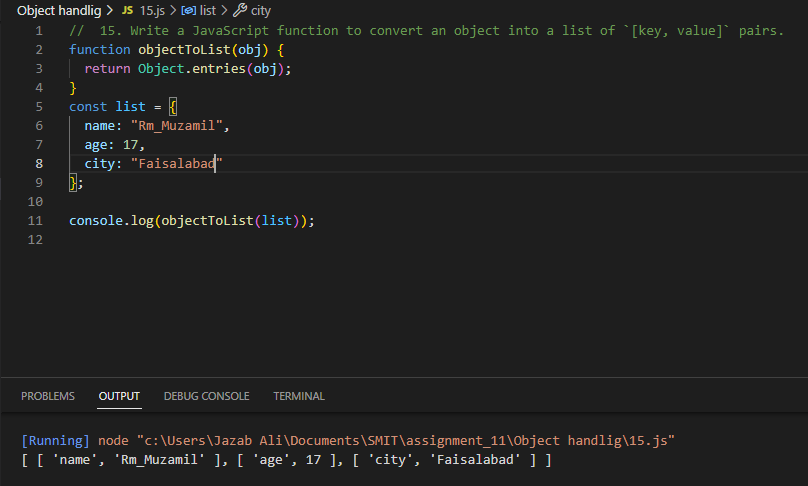 Object handlig > JS 15.js > list > city
1 //  15. Write a JavaScript function to convert an object into a list of `[key, value]` pairs.
2 function objectToList(obj) {
3   return Object.entries(obj);
4 }
5 const list = {
6   name: "Rm_Muzamil",
7   age: 17,
8   city: "Faisalabad"
9 };
10
11 console.log(objectToList(list));
12
PROBLEMS OUTPUT DEBUG CONSOLE TERMINAL
[Running] node "c:\Users\Jazab Ali\Documents\SMIT\assignment_11\Object handlig\15.js"
[ [ 'name', 'Rm_Muzamil' ], [ 'age', 17 ], [ 'city', 'Faisalabad' ] ]